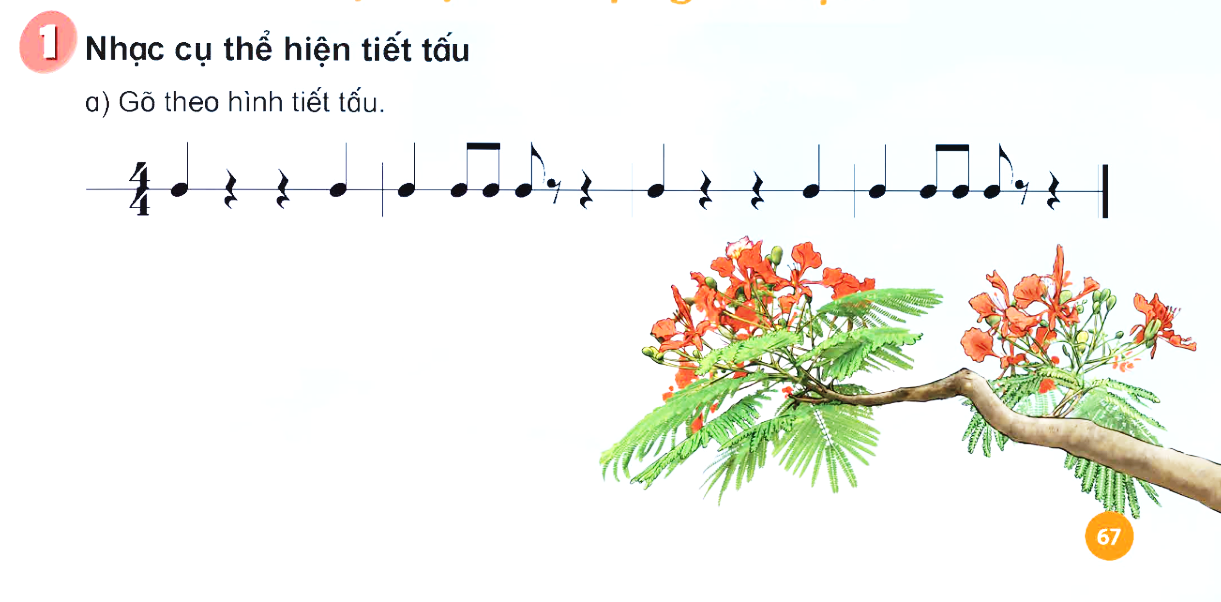 1 Nhạc cụ thể hiện tiết tấu
a) Gõ theo hình tiết tấu.
4
4
67